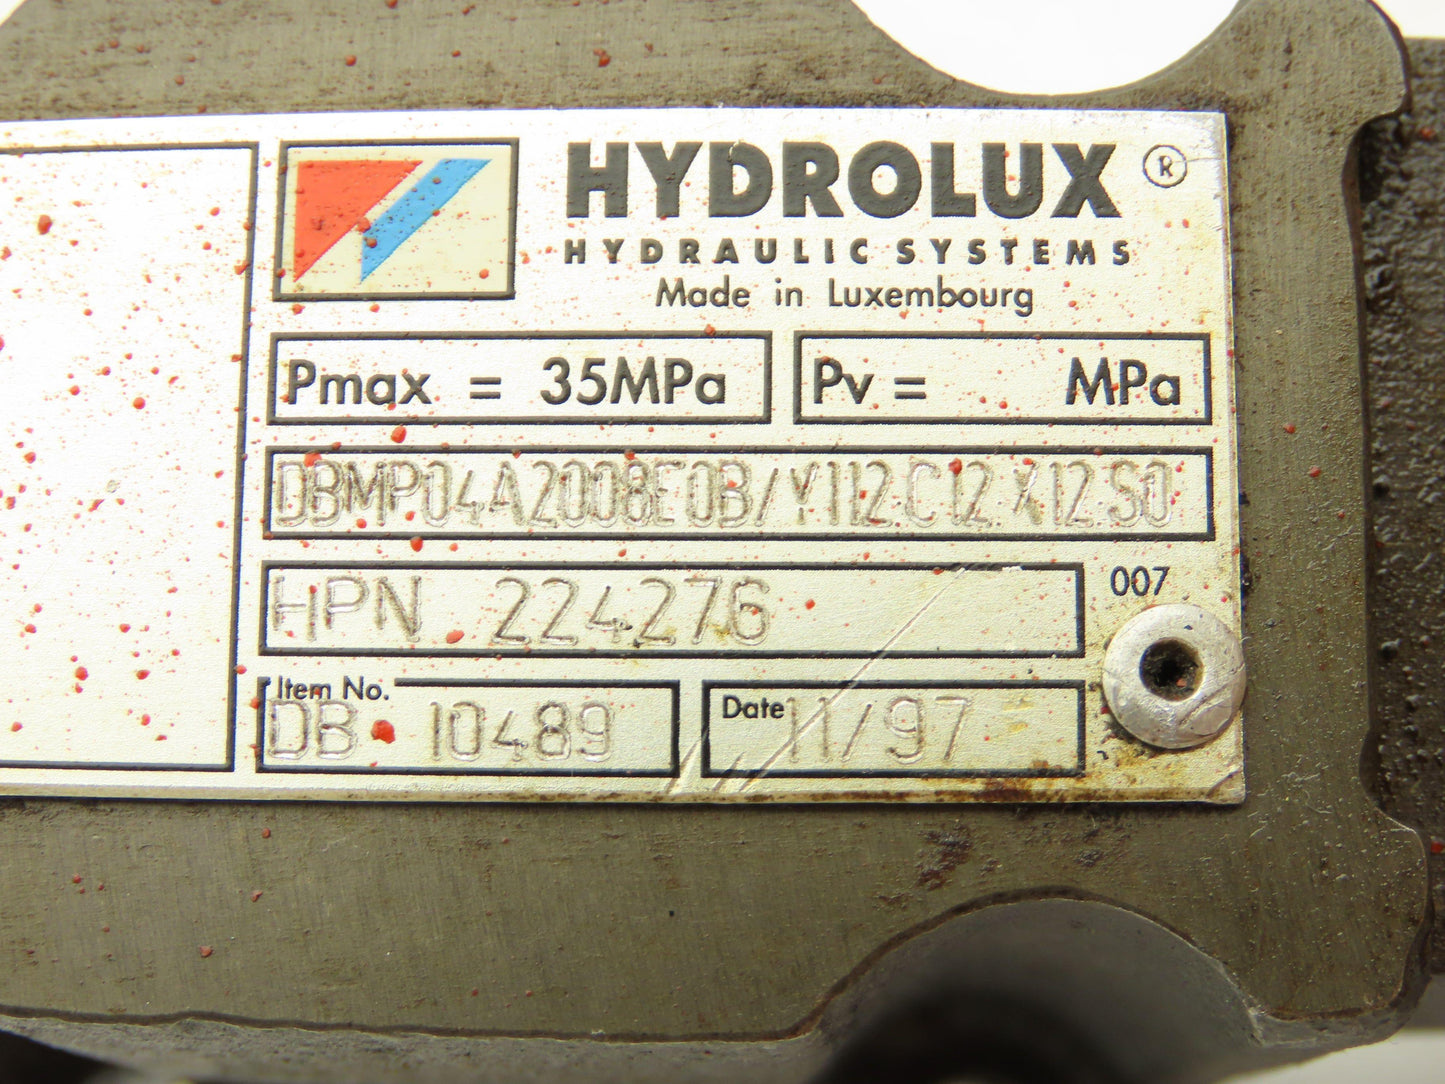 HYDROLUX ®
HYDRAULIC SYSTEMS
Made in Luxembourg
Pmax = 35MPa
Pv = MPa
DBMP04A2008E0B/Y112.C12.X12.S0
HPN 224276
007
Item No.
DB 10489
Date 11/97